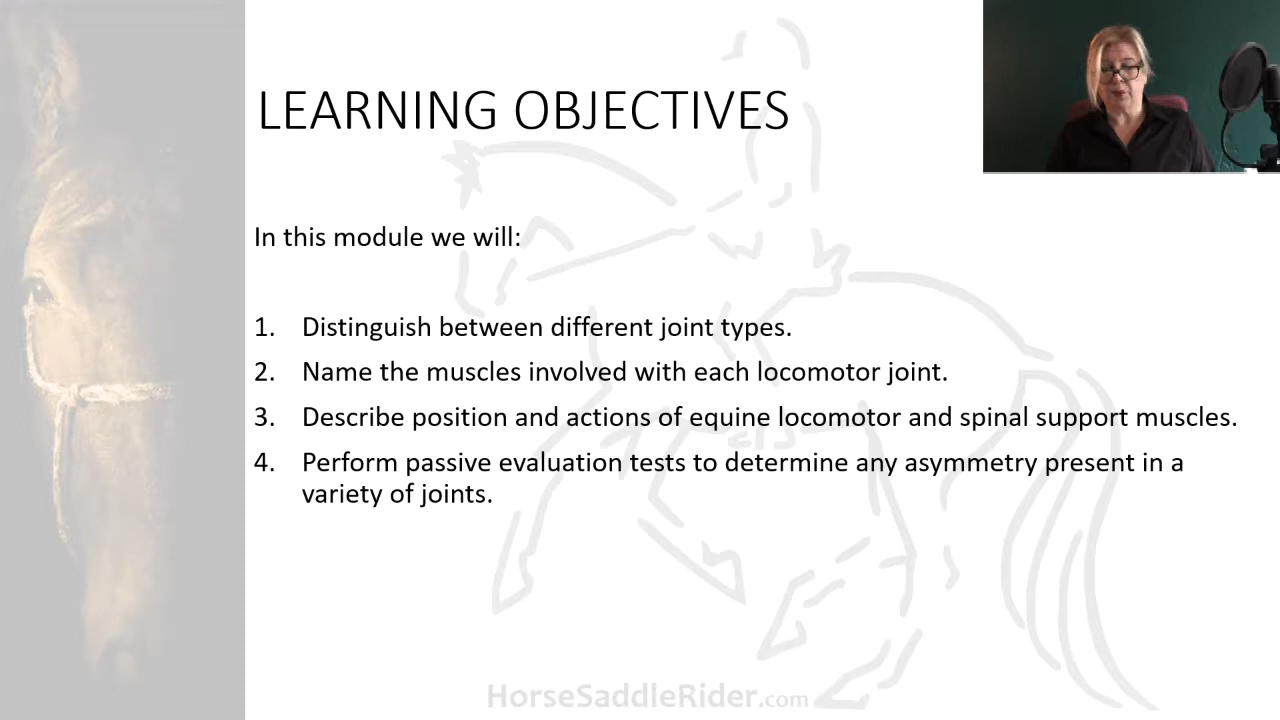 LEARNING OBJECTIVES
In this module we will:
1. Distinguish between different joint types.
2. Name the muscles involved with each locomotor joint.
3. Describe position and actions of equine locomotor and spinal support muscles.
4. Perform passive evaluation tests to determine any asymmetry present in a
variety of joints.
HorseSaddleRider.com